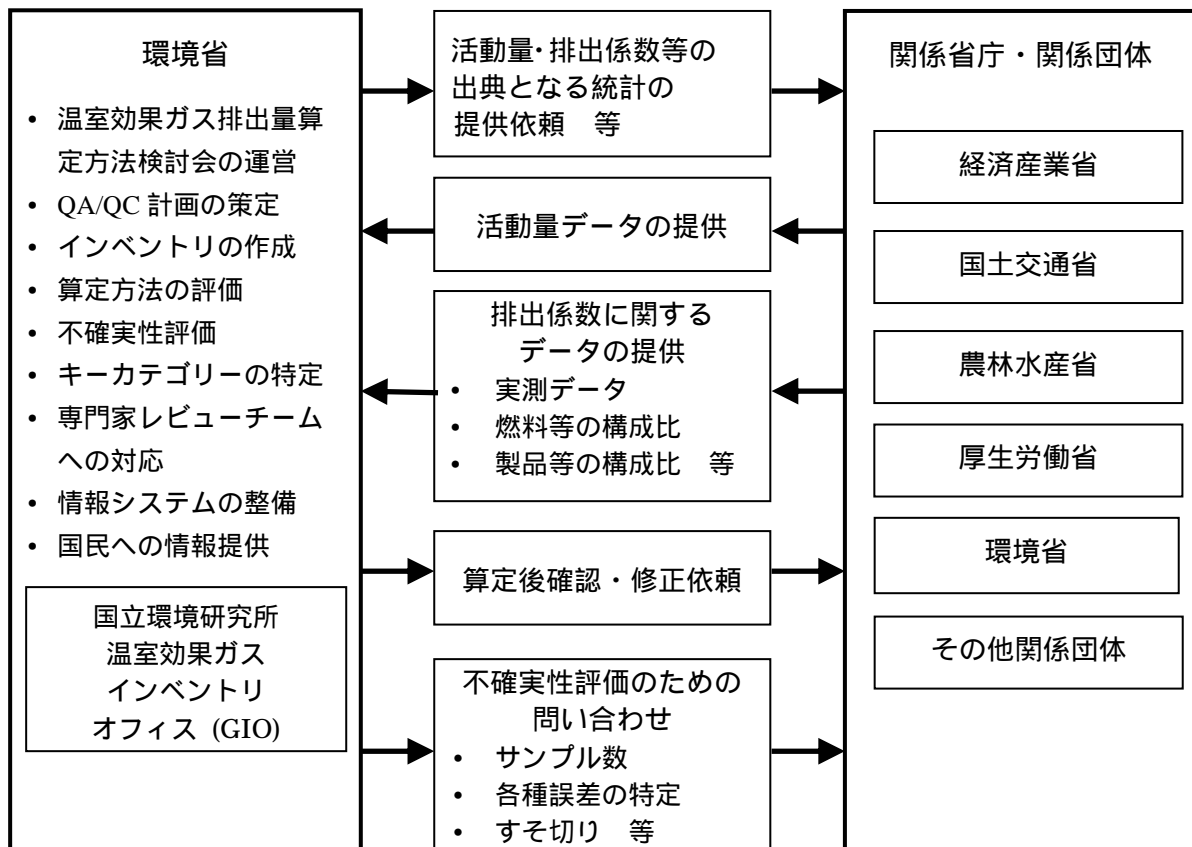 環境省
• 温室効果ガス排出量算
定方法検討会の運営
• QA/QC 計画の策定
• インベントリの作成
• 算定方法の評価
• 不確実性評価
• キーカテゴリーの特定
• 専門家レビューチーム
への対応
• 情報システムの整備
• 国民への情報提供
国立環境研究所
温室効果ガス
インベントリ
オフィス (GIO)
活動量・排出係数等の
出典となる統計の
提供依頼 等
活動量データの提供
排出係数に関する
データの提供
• 実測データ
• 燃料等の構成比
• 製品等の構成比 等
算定後確認・修正依頼
不確実性評価のための
問い合わせ
• サンプル数
• 各種誤差の特定
• すそ切り 等
関係省庁・関係団体
経済産業省
国土交通省
農林水産省
厚生労働省
環境省
その他関係団体